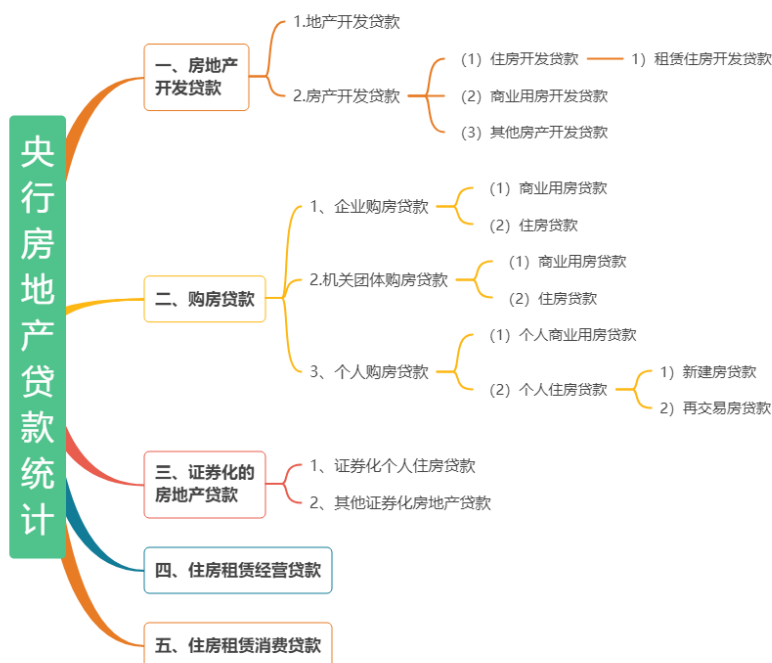 央行房地产贷款统计
一、房地产
开发贷款
1.地产开发贷款
2.房产开发贷款
(1) 住房开发贷款
1) 租赁住房开发贷款
(2) 商业用房开发贷款
(3) 其他房产开发贷款
二、购房贷款
1、企业购房贷款
(1) 商业用房贷款
(2) 住房贷款
2.机关团体购房贷款
(1) 商业用房贷款
(2) 住房贷款
3、个人购房贷款
(1) 个人商业用房贷款
(2) 个人住房贷款
1) 新建房贷款
2) 再交易房贷款
三、证券化的
房地产贷款
1、证券化个人住房贷款
2、其他证券化房地产贷款
四、住房租赁经营贷款
五、住房租赁消费贷款